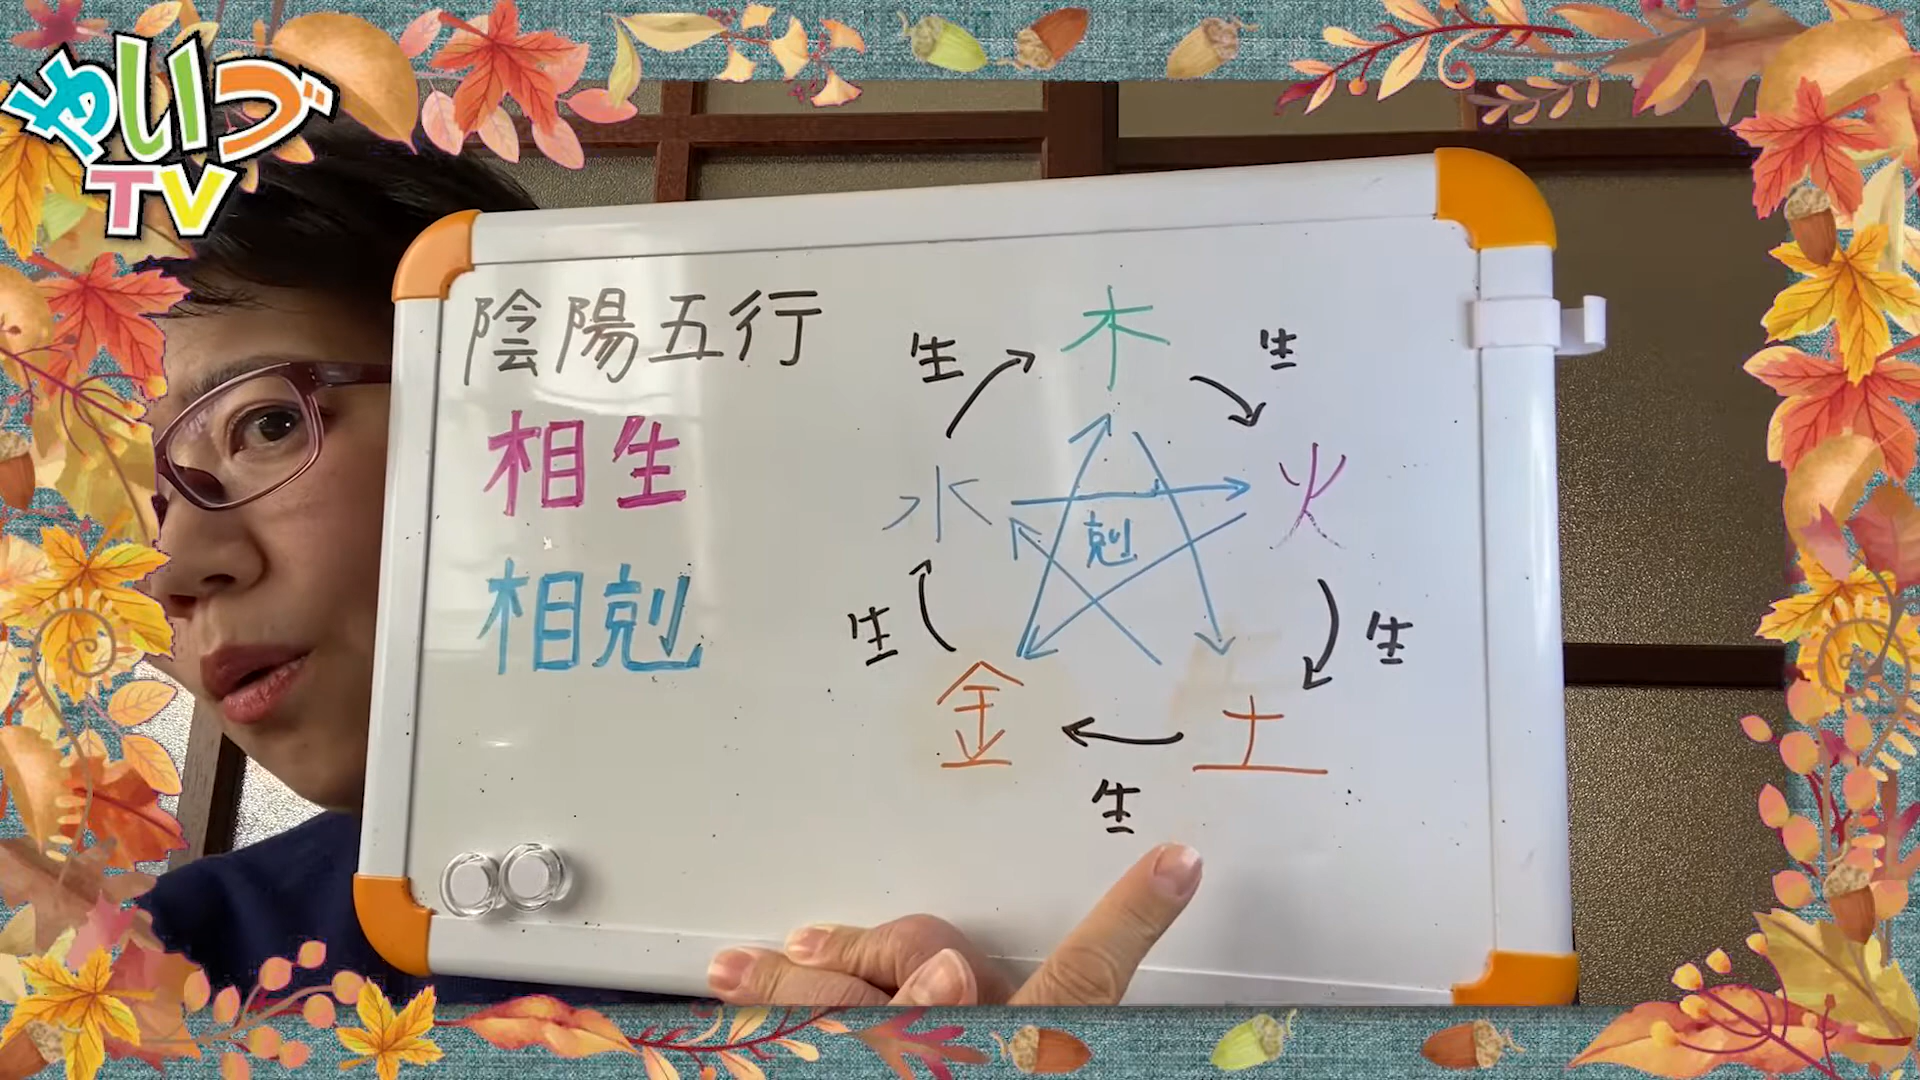 やいづ
TV
陰陽五行
相生
相剋
木
生
生
水
火
剋
生
生
金
土
生